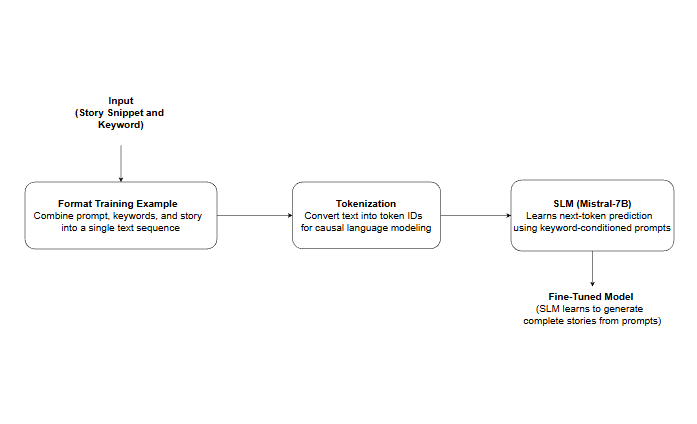 Input
(Story Snippet and
Keyword)
Format Training Example
Combine prompt, keywords, and story
into a single text sequence
Tokenization
Convert text into token IDs
for causal language modeling
SLM (Mistral-7B)
Learns next-token prediction
using keyword-conditioned prompts
Fine-Tuned Model
(SLM learns to generate
complete stories from prompts)